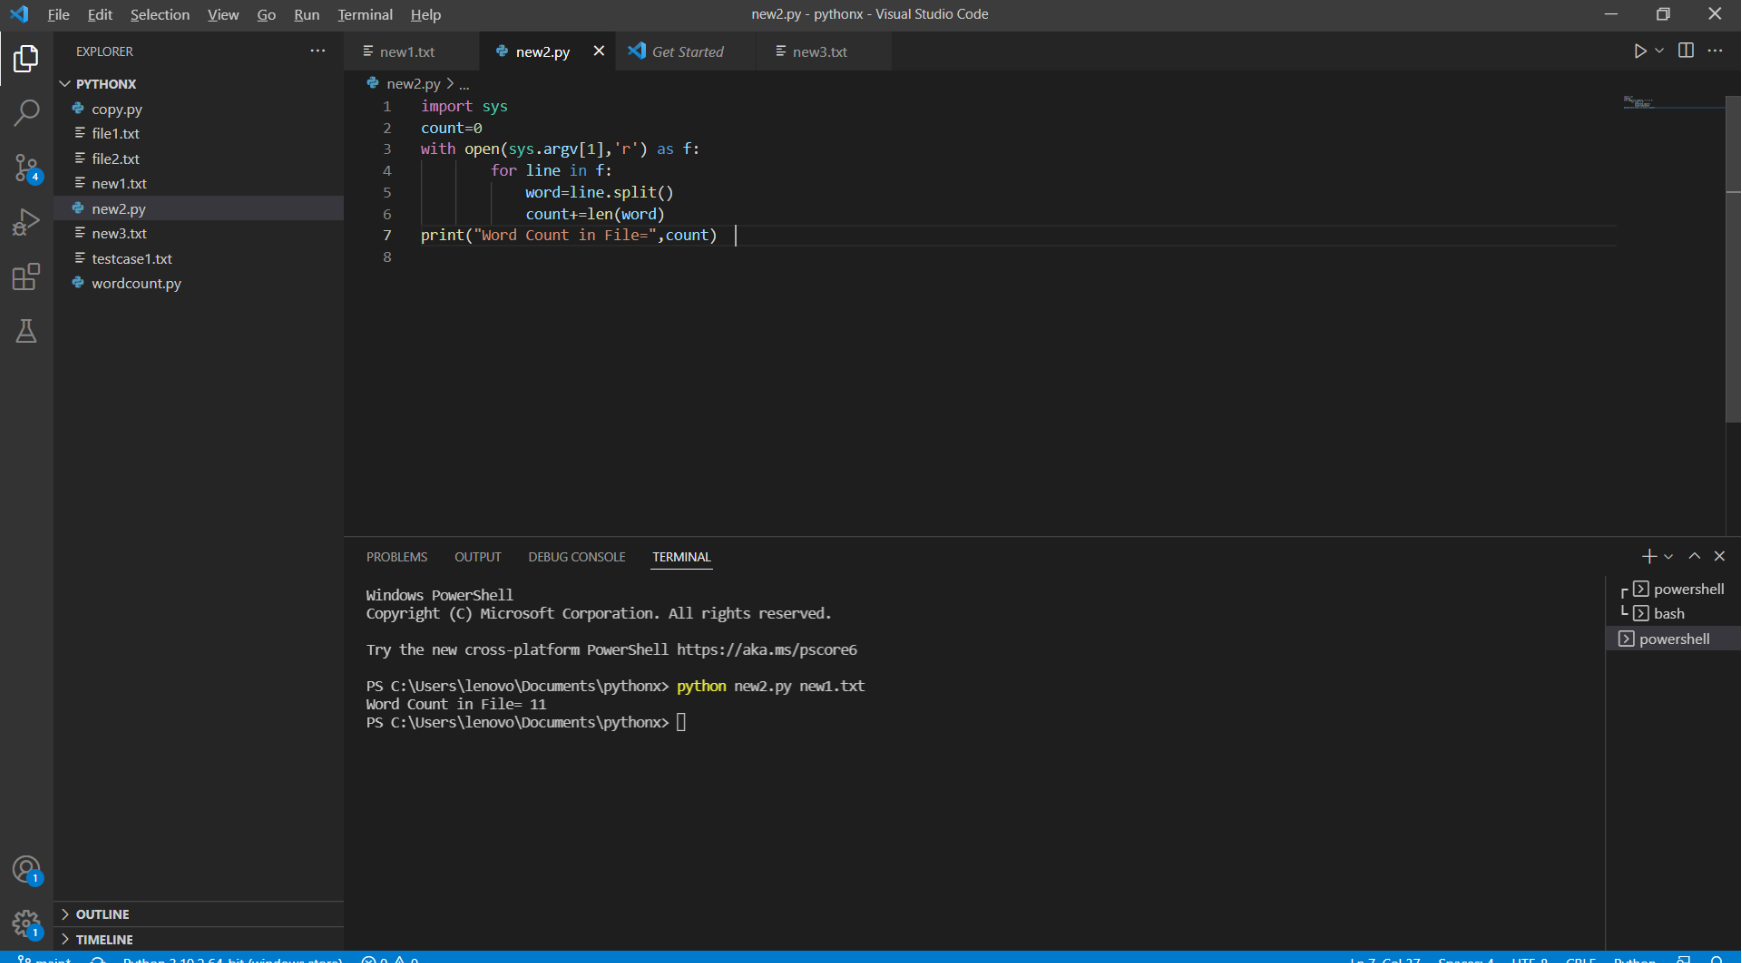 File Edit Selection View Go Run Terminal Help
new2.py - pythonx - Visual Studio Code
EXPLORER
PYTHONX
copy.py
file1.txt
file2.txt
new1.txt
new2.py
new3.txt
testcase1.txt
wordcount.py
OUTLINE
TIMELINE
4
1
1
new1.txt new2.py Get Started new3.txt
new2.py > ...
1 import sys
2 count=0
3 with open(sys.argv[1],'r') as f:
4 for line in f:
5 word=line.split()
6 count+=len(word)
7 print("Word Count in File=",count)
8
PROBLEMS OUTPUT DEBUG CONSOLE TERMINAL
Windows PowerShell
Copyright (C) Microsoft Corporation. All rights reserved.
Try the new cross-platform PowerShell https://aka.ms/pscore6
PS C:\Users\lenovo\Documents\pythonx> python new2.py new1.txt
Word Count in File= 11
PS C:\Users\lenovo\Documents\pythonx>
powershell
bash
powershell
Python 3.10.2 64-bit (windows store) 0 0 Ln 7, Col 37 Spaces: 4 UTF-8 CRLF Python